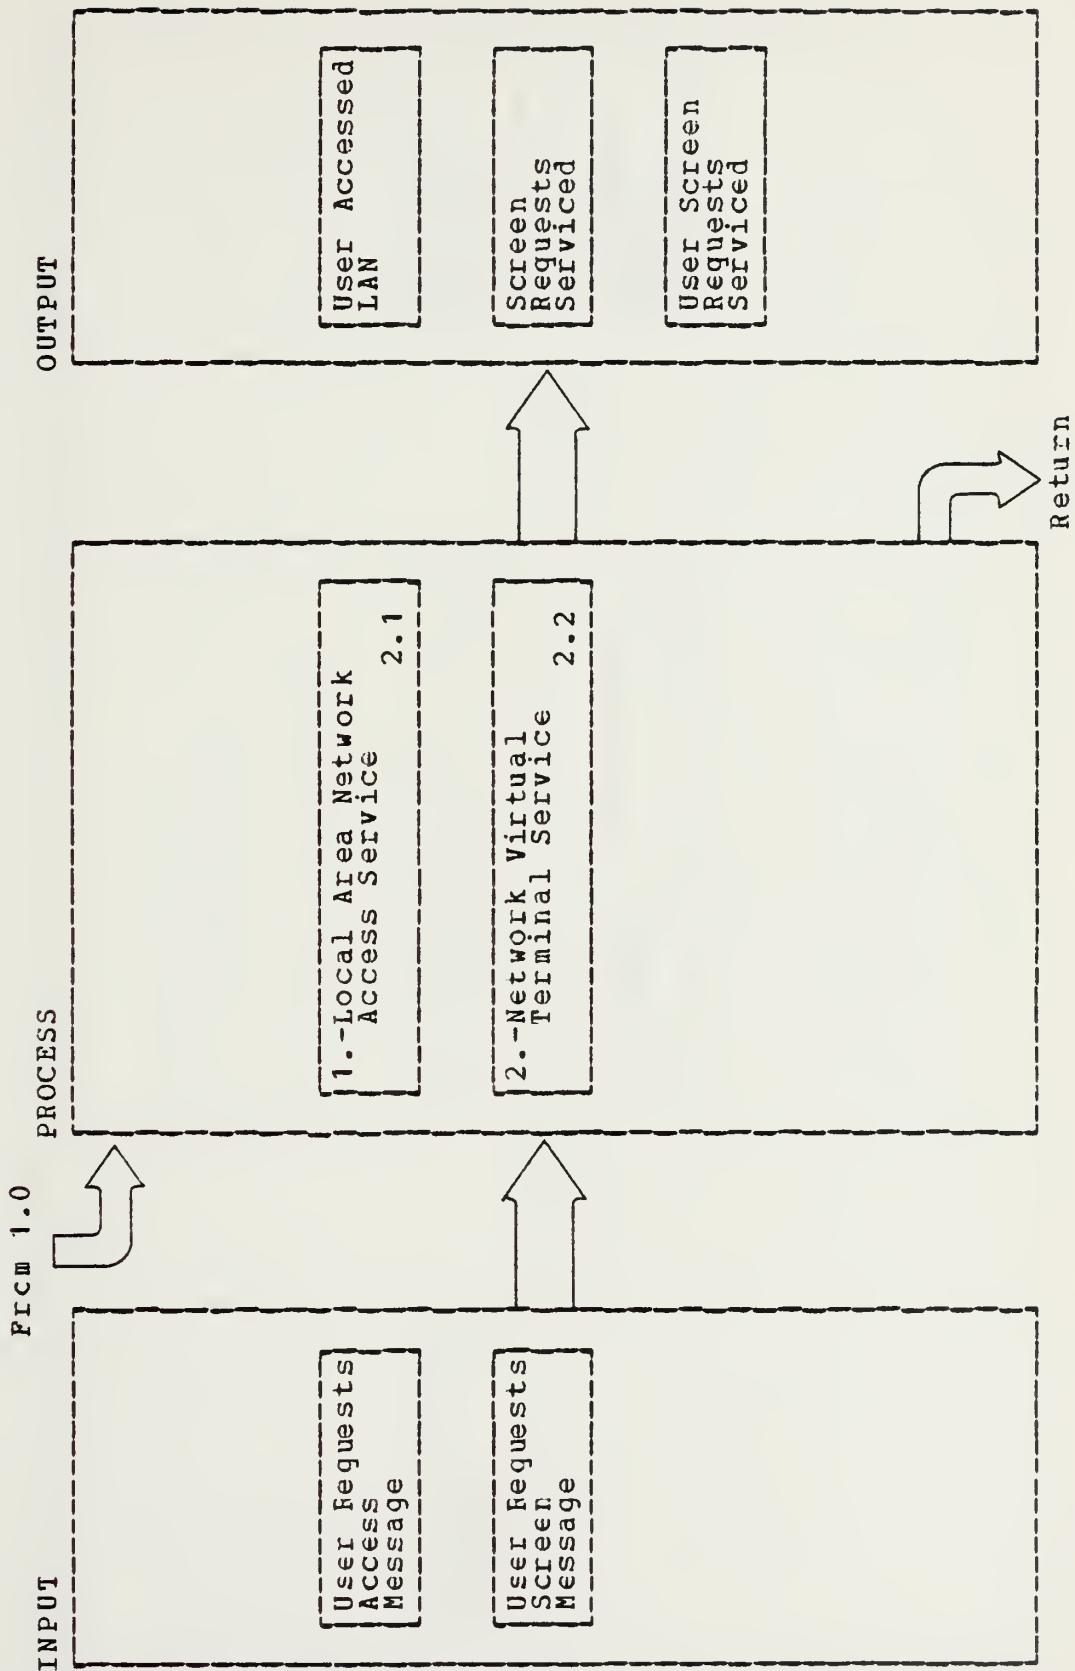 From 1.0
INPUT
PROCESS
OUTPUT
User Requests
Access
Message
User Requests
Screen
Message
1.-Local Area Network
Access Service
2.1
2.-Network Virtual
Terminal Service
2.2
User Accessed
LAN
Screen
Requests
Serviced
User Screen
Requests
Serviced
Return